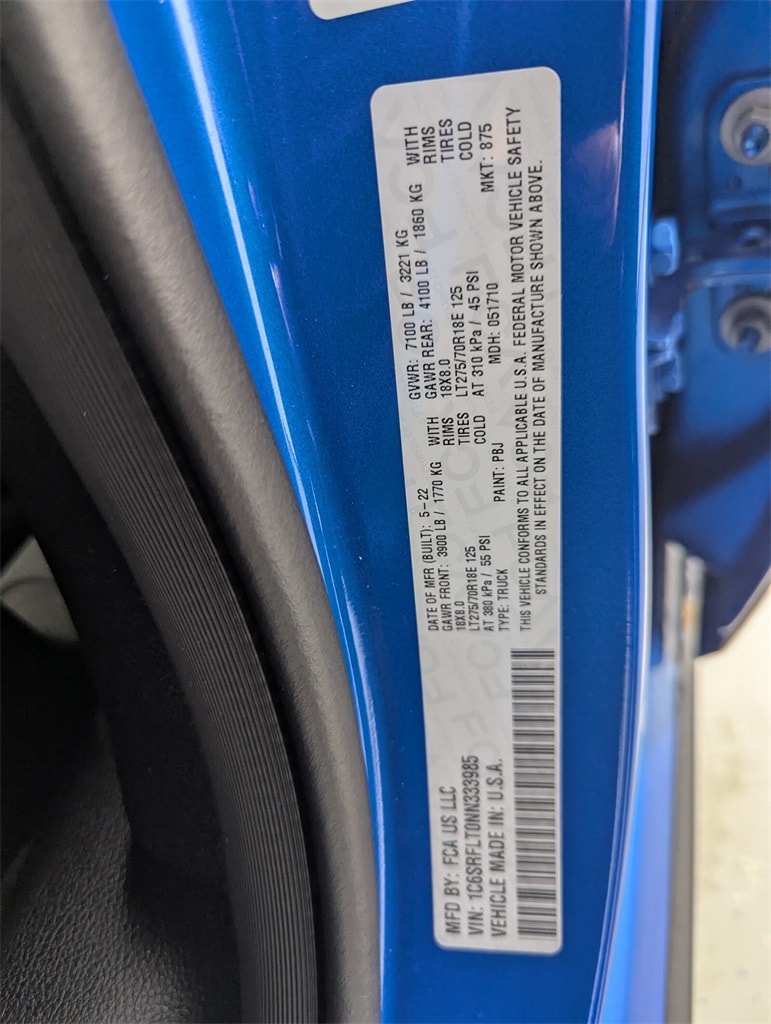 MFD BY: FCA US LLC
VIN: 1C6SRFLT0NN333985
VEHICLE MADE IN: U.S.A.
DATE OF MFR (BUILT): 5-22 GVWR: 7100 LB / 3221 KG
GAWR FRONT: 3900 LB / 1770 KG WITH GAWR REAR: 4100 LB / 1860 KG WITH
18X8.0 RIMS 18X8.0 RIMS
LT275/70R18E 125 TIRES LT275/70R18E 125 TIRES
AT 380 kPa / 55 PSI COLD AT 310 kPa / 45 PSI COLD
TYPE: TRUCK PAINT: PBJ MDH: 051710 MKT: 875
THIS VEHICLE CONFORMS TO ALL APPLICABLE U.S.A. FEDERAL MOTOR VEHICLE SAFETY
STANDARDS IN EFFECT ON THE DATE OF MANUFACTURE SHOWN ABOVE.